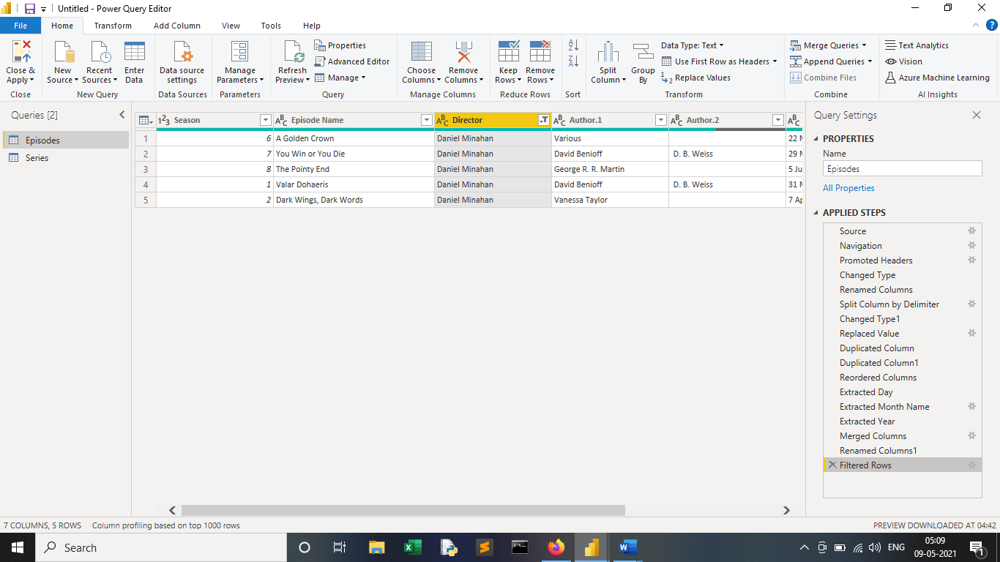 Untitled - Power Query Editor
File Home Transform Add Column View Tools Help
Close & Apply
Close
New Source
Recent Sources
Enter Data
New Query
Data source settings
Data Sources
Manage Parameters
Parameters
Refresh Preview
Properties
Advanced Editor
Manage
Query
Choose Columns
Remove Columns
Manage Columns
Keep Rows
Remove Rows
Reduce Rows
Sort
Split Column
Group By
Data Type: Text
Use First Row as Headers
Replace Values
Transform
Merge Queries
Append Queries
Combine Files
Combine
Text Analytics
Vision
Azure Machine Learning
AI Insights
Queries [2]
Episodes
Series
Season Episode Name Director Author.1 Author.2
1 6 A Golden Crown Daniel Minahan Various 22 M
2 7 You Win or You Die Daniel Minahan David Benioff D. B. Weiss 29 M
3 8 The Pointy End Daniel Minahan George R. R. Martin 5 Ju
4 1 Valar Dohaeris Daniel Minahan David Benioff D. B. Weiss 31 M
5 2 Dark Wings, Dark Words Daniel Minahan Vanessa Taylor 7 Ap
Query Settings
PROPERTIES
Name
Episodes
All Properties
APPLIED STEPS
Source
Navigation
Promoted Headers
Changed Type
Renamed Columns
Split Column by Delimiter
Changed Type1
Replaced Value
Duplicated Column
Duplicated Column1
Reordered Columns
Extracted Day
Extracted Month Name
Extracted Year
Merged Columns
Renamed Columns1
Filtered Rows
7 COLUMNS, 5 ROWS Column profiling based on top 1000 rows
PREVIEW DOWNLOADED AT 04:42
Search
ENG
05:09
09-05-2021
1